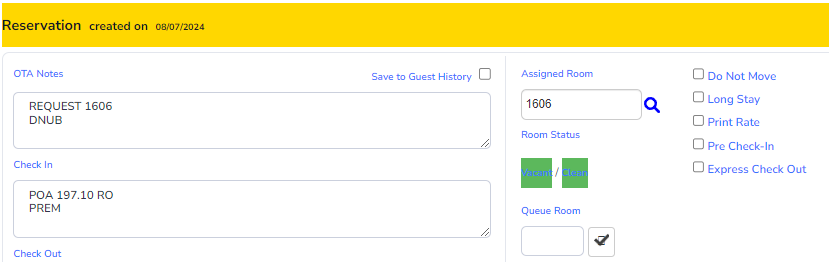 Reservation created on 08/07/2024
OTA Notes
Save to Guest History
REQUEST 1606
DNUB
Check In
POA 197.10 RO
PREM
Check Out
Assigned Room
1606
Room Status
Vacant / Clean
Queue Room
Do Not Move
Long Stay
Print Rate
Pre Check-In
Express Check Out